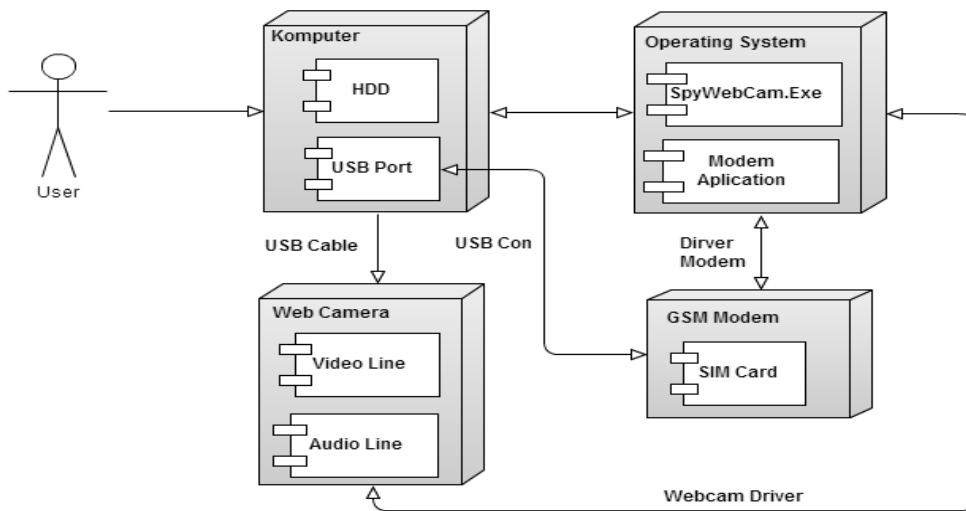 Komputer
HDD
USB Port
Operating System
SpyWebCam.Exe
Modem
Aplication
User
USB Cable
USB Con
Dirver
Modem
Web Camera
Video Line
Audio Line
GSM Modem
SIM Card
Webcam Driver